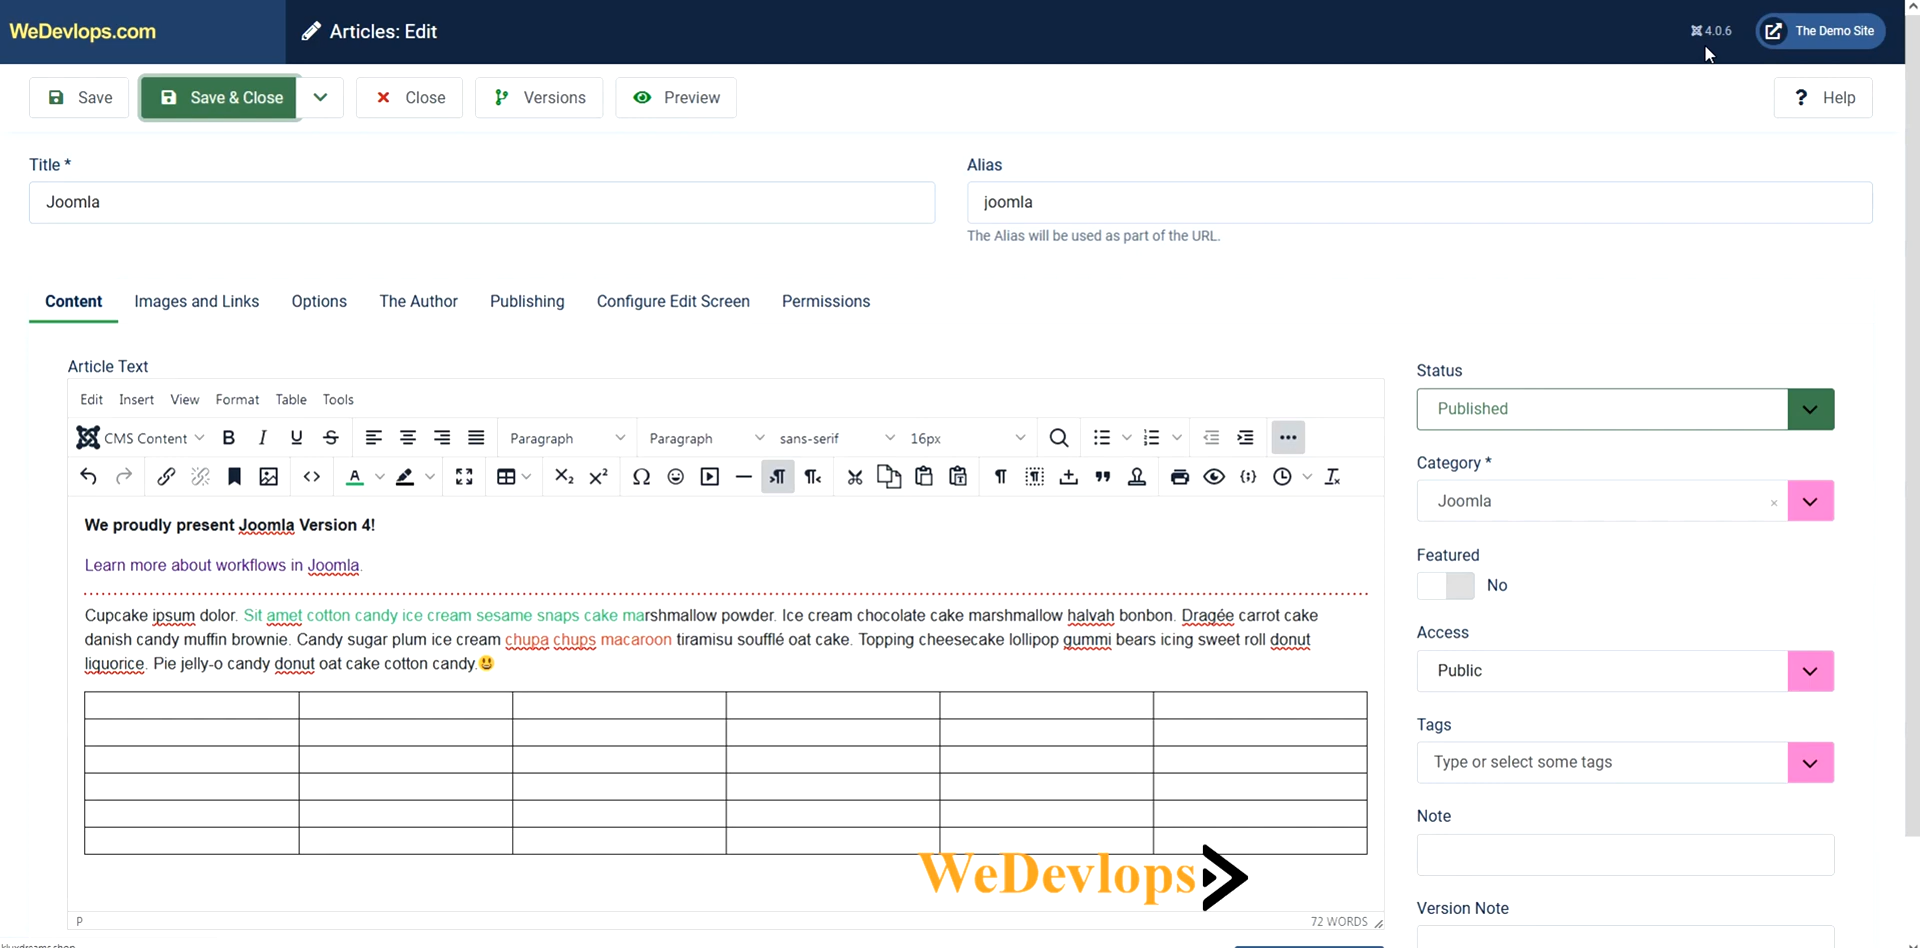 WeDevlops.com
Articles: Edit
4.0.6
The Demo Site
Save
Save & Close
Close
Versions
Preview
? Help
Title *
Alias
Joomla
joomla
The Alias will be used as part of the URL.
Content
Images and Links
Options
The Author
Publishing
Configure Edit Screen
Permissions
Article Text
Edit Insert View Format Table Tools
CMS Content B I U S Paragraph Paragraph sans-serif 16px
We proudly present Joomla Version 4!
Learn more about workflows in Joomla.
Cupcake ipsum dolor. Sit amet cotton candy ice cream sesame snaps cake marshmallow powder. Ice cream chocolate cake marshmallow halvah bonbon. Dragée carrot cake
danish candy muffin brownie. Candy sugar plum ice cream chupa chups macaroon tiramisu soufflé oat cake. Topping cheesecake lollipop gummi bears icing sweet roll donut
liquorice. Pie jelly-o candy donut oat cake cotton candy.😃
WeDevlops
P
72 WORDS
Status
Published
Category *
Joomla
Featured
No
Access
Public
Tags
Type or select some tags
Note
Version Note